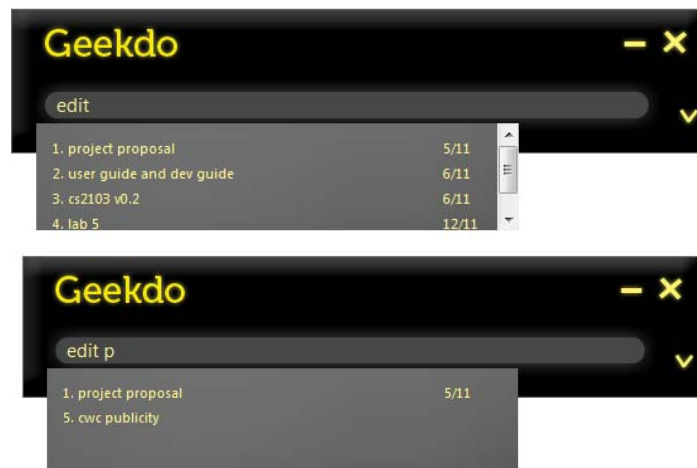 Geekdo
edit
1. project proposal 5/11
2. user guide and dev guide 6/11
3. cs2103 v0.2 6/11
4. lab 5 12/11
Geekdo
edit p
1. project proposal 5/11
5. cwc publicity